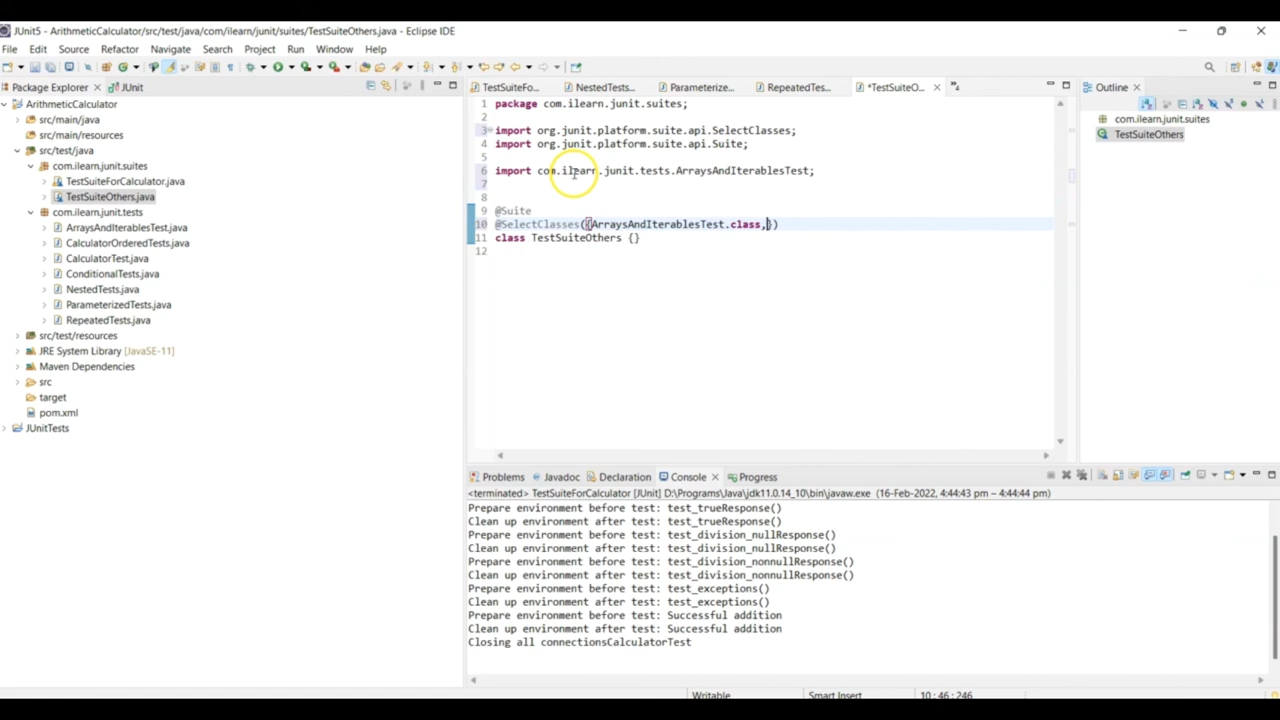 JUnit5 - ArithmeticCalculator/src/test/java/com/ilearn/junit/suites/TestSuiteOthers.java - Eclipse IDE
File Edit Source Refactor Navigate Search Project Run Window Help
Package Explorer JUnit
ArithmeticCalculator
src/main/java
src/main/resources
src/test/java
com.ilearn.junit.suites
TestSuiteForCalculator.java
TestSuiteOthers.java
com.ilearn.junit.tests
ArraysAndIterablesTest.java
CalculatorOrderedTests.java
CalculatorTest.java
ConditionalTests.java
NestedTests.java
ParameterizedTests.java
RepeatedTests.java
src/test/resources
JRE System Library [JavaSE-11]
Maven Dependencies
src
target
pom.xml
JUnitTests
TestSuiteFo... NestedTests... Parameterize... RepeatedTes... *TestSuiteO...
1 package com.ilearn.junit.suites;
2
3 import org.junit.platform.suite.api.SelectClasses;
4 import org.junit.platform.suite.api.Suite;
5
6 import com.ilearn.junit.tests.ArraysAndIterablesTest;
7
8
9 @Suite
10 @SelectClasses({ArraysAndIterablesTest.class,})
11 class TestSuiteOthers {}
12
Outline
com.ilearn.junit.suites
TestSuiteOthers
Problems Javadoc Declaration Console Progress
<terminated> TestSuiteForCalculator [JUnit] D:\Programs\Java\jdk11.0.14_10\bin\javaw.exe (16-Feb-2022, 4:44:43 pm – 4:44:44 pm)
Prepare environment before test: test_trueResponse()
Clean up environment after test: test_trueResponse()
Prepare environment before test: test_division_nullResponse()
Clean up environment after test: test_division_nullResponse()
Prepare environment before test: test_division_nonnullResponse()
Clean up environment after test: test_division_nonnullResponse()
Prepare environment before test: test_exceptions()
Clean up environment after test: test_exceptions()
Prepare environment before test: Successful addition
Clean up environment after test: Successful addition
Closing all connectionsCalculatorTest
Writable Smart Insert 10 : 46 : 246